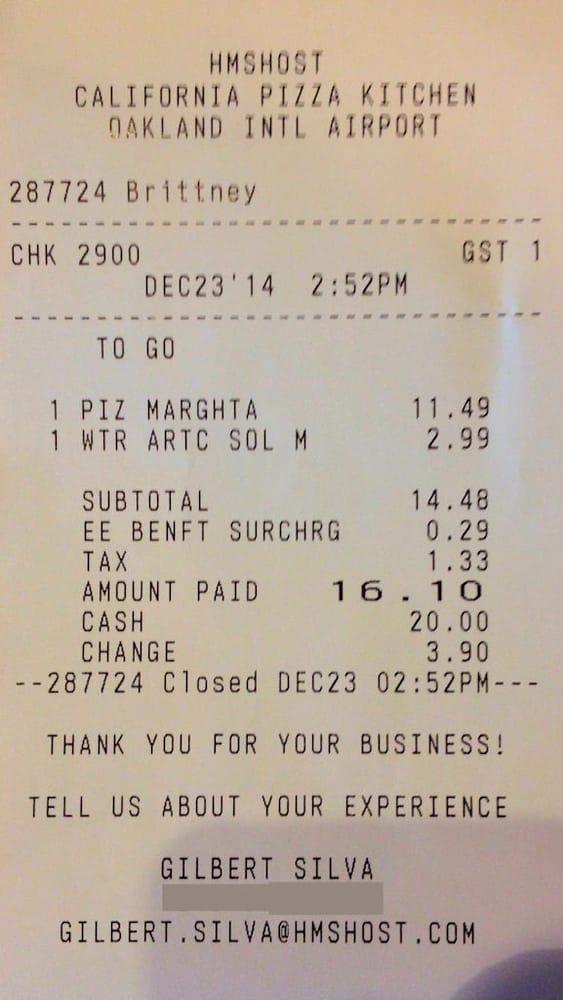 HMSHOST
CALIFORNIA PIZZA KITCHEN
OAKLAND INTL AIRPORT
287724 Brittney
CHK 2900 GST 1
DEC23'14 2:52PM
TO GO
1 PIZ MARGHTA 11.49
1 WTR ARTC SOL M 2.99
SUBTOTAL 14.48
EE BENFT SURCHRG 0.29
TAX 1.33
AMOUNT PAID 16.10
CASH 20.00
CHANGE 3.90
--287724 Closed DEC23 02:52PM---
THANK YOU FOR YOUR BUSINESS!
TELL US ABOUT YOUR EXPERIENCE
GILBERT SILVA
GILBERT.SILVA@HMSHOST.COM